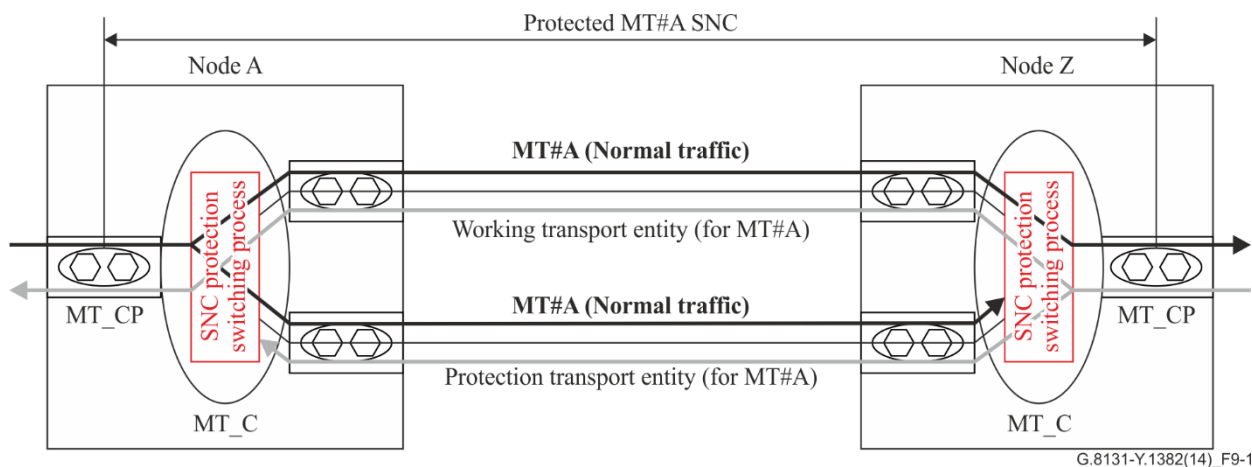 Protected MT#A SNC
Node A
Node Z
MT#A (Normal traffic)
Working transport entity (for MT#A)
MT#A (Normal traffic)
Protection transport entity (for MT#A)
SNC protection
switching process
SNC protection
switching process
MT_CP
MT_CP
MT_C
MT_C
G.8131-Y.1382(14)_F9-1